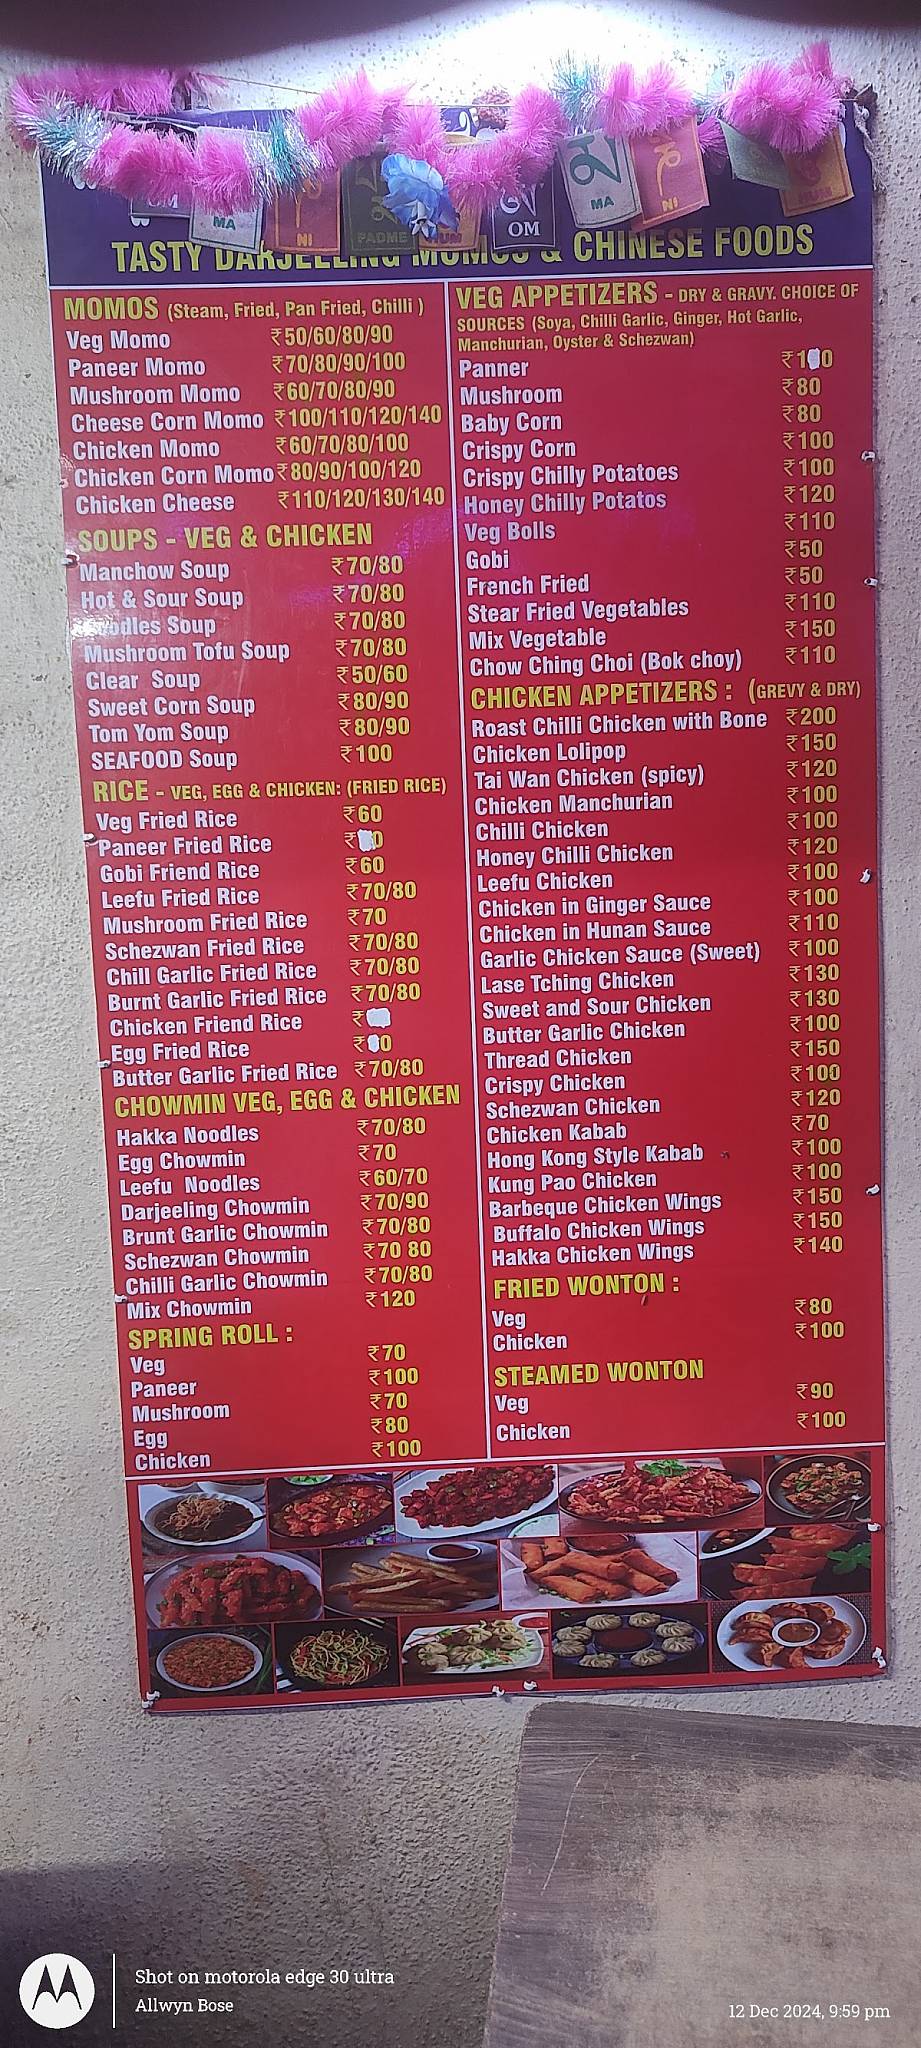 MA
NI
PADME
HUM
OM
MA
NI
TASTY DARJEELING MOMOS & CHINESE FOODS
MOMOS (Steam, Fried, Pan Fried, Chilli )
Veg Momo ₹50/60/80/90
Paneer Momo ₹70/80/90/100
Mushroom Momo ₹60/70/80/90
Cheese Corn Momo ₹100/110/120/140
Chicken Momo ₹60/70/80/100
Chicken Corn Momo ₹80/90/100/120
Chicken Cheese ₹110/120/130/140
SOUPS - VEG & CHICKEN
Manchow Soup ₹70/80
Hot & Sour Soup ₹70/80
Noodles Soup ₹70/80
Mushroom Tofu Soup ₹70/80
Clear Soup ₹50/60
Sweet Corn Soup ₹80/90
Tom Yom Soup ₹80/90
SEAFOOD Soup ₹100
RICE - VEG, EGG & CHICKEN: (FRIED RICE)
Veg Fried Rice ₹60
Paneer Fried Rice ₹ 0
Gobi Friend Rice ₹60
Leefu Fried Rice ₹70/80
Mushroom Fried Rice ₹70
Schezwan Fried Rice ₹70/80
Chill Garlic Fried Rice ₹70/80
Burnt Garlic Fried Rice ₹70/80
Chicken Friend Rice ₹
Egg Fried Rice ₹ 0
Butter Garlic Fried Rice ₹70/80
CHOWMIN VEG, EGG & CHICKEN
Hakka Noodles ₹70/80
Egg Chowmin ₹70
Leefu Noodles ₹60/70
Darjeeling Chowmin ₹70/90
Brunt Garlic Chowmin ₹70/80
Schezwan Chowmin ₹70 80
Chilli Garlic Chowmin ₹70/80
Mix Chowmin ₹120
SPRING ROLL :
Veg ₹70
Paneer ₹100
Mushroom ₹70
Egg ₹80
Chicken ₹100
VEG APPETIZERS - DRY & GRAVY. CHOICE OF
SOURCES (Soya, Chilli Garlic, Ginger, Hot Garlic,
Manchurian, Oyster & Schezwan)
Panner ₹1 0
Mushroom ₹80
Baby Corn ₹80
Crispy Corn ₹100
Crispy Chilly Potatoes ₹100
Honey Chilly Potatos ₹120
Veg Bolls ₹110
Gobi ₹50
French Fried ₹50
Stear Fried Vegetables ₹110
Mix Vegetable ₹150
Chow Ching Choi (Bok choy) ₹110
CHICKEN APPETIZERS : (GREVY & DRY)
Roast Chilli Chicken with Bone ₹200
Chicken Lolipop ₹150
Tai Wan Chicken (spicy) ₹120
Chicken Manchurian ₹100
Chilli Chicken ₹100
Honey Chilli Chicken ₹120
Leefu Chicken ₹100
Chicken in Ginger Sauce ₹100
Chicken in Hunan Sauce ₹110
Garlic Chicken Sauce (Sweet) ₹100
Lase Tching Chicken ₹130
Sweet and Sour Chicken ₹130
Butter Garlic Chicken ₹100
Thread Chicken ₹150
Crispy Chicken ₹100
Schezwan Chicken ₹120
Chicken Kabab ₹70
Hong Kong Style Kabab ₹100
Kung Pao Chicken ₹100
Barbeque Chicken Wings ₹150
Buffalo Chicken Wings ₹150
Hakka Chicken Wings ₹140
FRIED WONTON :
Veg ₹80
Chicken ₹100
STEAMED WONTON
Veg ₹90
Chicken ₹100
Shot on motorola edge 30 ultra
Allwyn Bose
12 Dec 2024, 9:59 pm